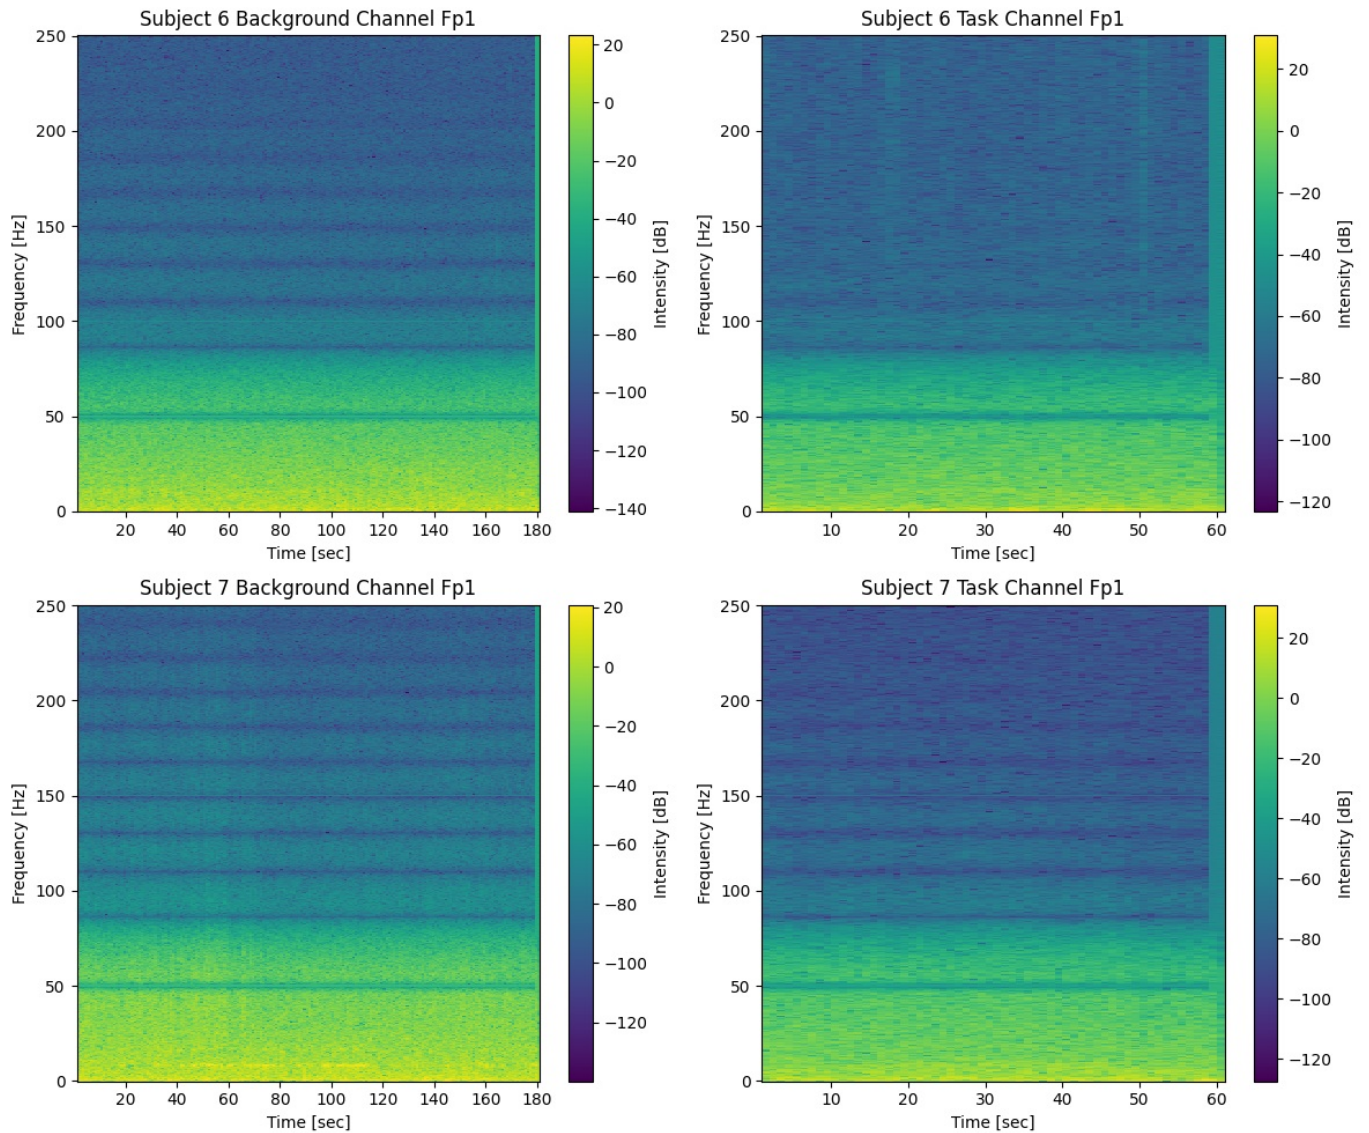 Subject 6 Background Channel Fp1
250
200
150
100
50
0
Frequency [Hz]
20 40 60 80 100 120 140 160 180
Time [sec]
20
0
−20
−40
−60
−80
−100
−120
−140
Intensity [dB]
Subject 6 Task Channel Fp1
250
200
150
100
50
0
Frequency [Hz]
10 20 30 40 50 60
Time [sec]
20
0
−20
−40
−60
−80
−100
−120
Intensity [dB]
Subject 7 Background Channel Fp1
250
200
150
100
50
0
Frequency [Hz]
20 40 60 80 100 120 140 160 180
Time [sec]
20
0
−20
−40
−60
−80
−100
−120
Intensity [dB]
Subject 7 Task Channel Fp1
250
200
150
100
50
0
Frequency [Hz]
10 20 30 40 50 60
Time [sec]
20
0
−20
−40
−60
−80
−100
−120
Intensity [dB]